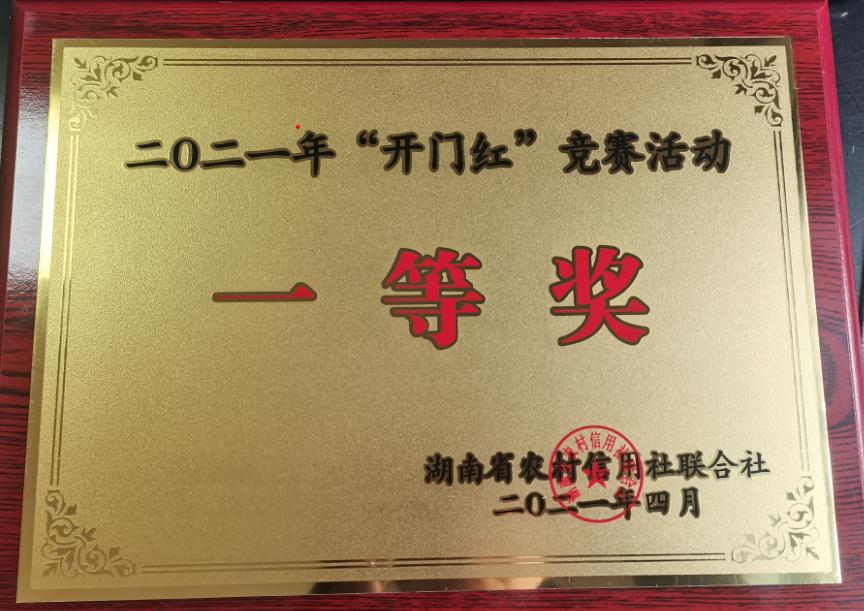 二〇二一年“开门红”竞赛活动
一等奖
湖南省农村信用社联合社
二〇二一年四月